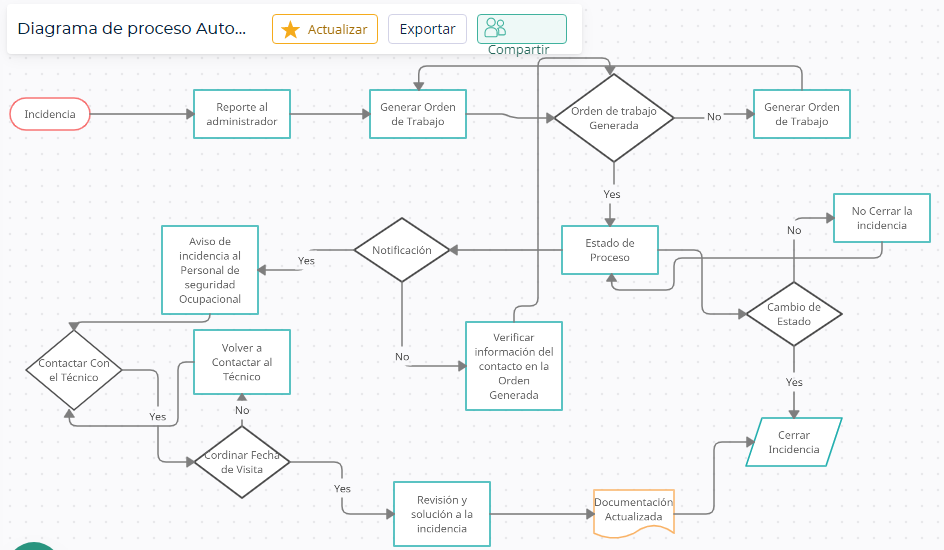 Diagrama de proceso Auto...
Actualizar
Exportar
Compartir
Incidencia
Reporte al
administrador
Generar Orden
de Trabajo
Orden de trabajo
Generada
No
Generar Orden
de Trabajo
Yes
No Cerrar la
incidencia
No
Aviso de
incidencia al
Personal de
seguridad
Ocupacional
Yes
Notificación
Estado de
Proceso
Cambio de
Estado
Contactar Con
el Técnico
Volver a
Contactar al
Técnico
No
Verificar
información del
contacto en la
Orden
Generada
Yes
Yes
No
Cordinar Fecha
de Visita
Cerrar
Incidencia
Yes
Revisión y
solución a la
incidencia
Documentación
Actualizada